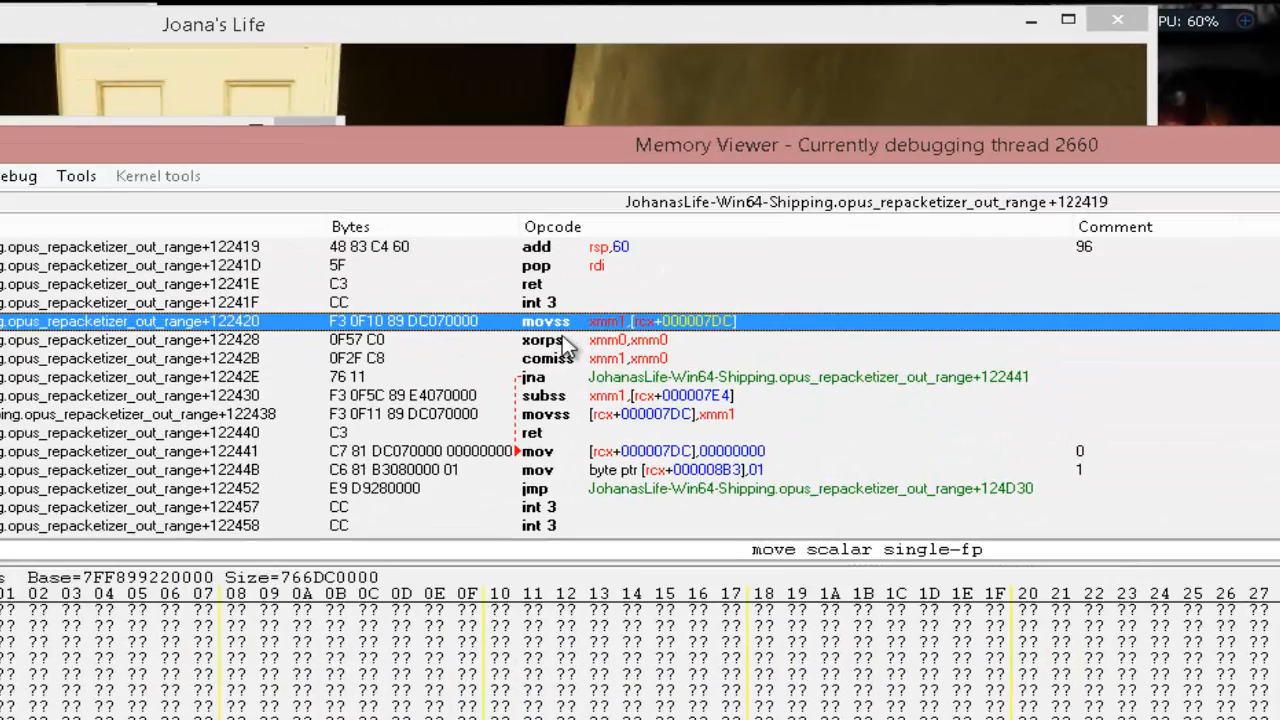 Joana's Life
PU: 60%
Memory Viewer - Currently debugging thread 2660
ebug Tools Kernel tools
JohanasLife-Win64-Shipping.opus_repacketizer_out_range+122419
Bytes Opcode Comment
g.opus_repacketizer_out_range+122419 48 83 C4 60 add rsp,60 96
g.opus_repacketizer_out_range+12241D 5F pop rdi
g.opus_repacketizer_out_range+12241E C3 ret
g.opus_repacketizer_out_range+12241F CC int 3
g.opus_repacketizer_out_range+122420 F3 0F10 89 DC070000 movss xmm1,[rcx+000007DC]
g.opus_repacketizer_out_range+122428 0F57 C0 xorps xmm0,xmm0
g.opus_repacketizer_out_range+12242B 0F2F C8 comiss xmm1,xmm0
g.opus_repacketizer_out_range+12242E 76 11 jna JohanasLife-Win64-Shipping.opus_repacketizer_out_range+122441
g.opus_repacketizer_out_range+122430 F3 0F5C 89 E4070000 subss xmm1,[rcx+000007E4]
ping.opus_repacketizer_out_range+122438 F3 0F11 89 DC070000 movss [rcx+000007DC],xmm1
g.opus_repacketizer_out_range+122440 C3 ret
g.opus_repacketizer_out_range+122441 C7 81 DC070000 00000000 mov [rcx+000007DC],00000000 0
g.opus_repacketizer_out_range+12244B C6 81 B3080000 01 mov byte ptr [rcx+000008B3],01 1
g.opus_repacketizer_out_range+122452 E9 D9280000 jmp JohanasLife-Win64-Shipping.opus_repacketizer_out_range+124D30
g.opus_repacketizer_out_range+122457 CC int 3
g.opus_repacketizer_out_range+122458 CC int 3
move scalar single-fp
s Base=7FF899220000 Size=766DC0000
01 02 03 04 05 06 07 08 09 0A 0B 0C 0D 0E 0F 10 11 12 13 14 15 16 17 18 19 1A 1B 1C 1D 1E 1F 20 21 22 23 24 25 26 27
?? ?? ?? ?? ?? ?? ?? ?? ?? ?? ?? ?? ?? ?? ?? ?? ?? ?? ?? ?? ?? ?? ?? ?? ?? ?? ?? ?? ?? ?? ?? ?? ?? ?? ?? ?? ?? ?? ??
?? ?? ?? ?? ?? ?? ?? ?? ?? ?? ?? ?? ?? ?? ?? ?? ?? ?? ?? ?? ?? ?? ?? ?? ?? ?? ?? ?? ?? ?? ?? ?? ?? ?? ?? ?? ?? ?? ??
?? ?? ?? ?? ?? ?? ?? ?? ?? ?? ?? ?? ?? ?? ?? ?? ?? ?? ?? ?? ?? ?? ?? ?? ?? ?? ?? ?? ?? ?? ?? ?? ?? ?? ?? ?? ?? ?? ??
?? ?? ?? ?? ?? ?? ?? ?? ?? ?? ?? ?? ?? ?? ?? ?? ?? ?? ?? ?? ?? ?? ?? ?? ?? ?? ?? ?? ?? ?? ?? ?? ?? ?? ?? ?? ?? ?? ??
?? ?? ?? ?? ?? ?? ?? ?? ?? ?? ?? ?? ?? ?? ?? ?? ?? ?? ?? ?? ?? ?? ?? ?? ?? ?? ?? ?? ?? ?? ?? ?? ?? ?? ?? ?? ?? ?? ??
?? ?? ?? ?? ?? ?? ?? ?? ?? ?? ?? ?? ?? ?? ?? ?? ?? ?? ?? ?? ?? ?? ?? ?? ?? ?? ?? ?? ?? ?? ?? ?? ?? ?? ?? ?? ?? ?? ??
?? ?? ?? ?? ?? ?? ?? ?? ?? ?? ?? ?? ?? ?? ?? ?? ?? ?? ?? ?? ?? ?? ?? ?? ?? ?? ?? ?? ?? ?? ?? ?? ?? ?? ?? ?? ?? ?? ??